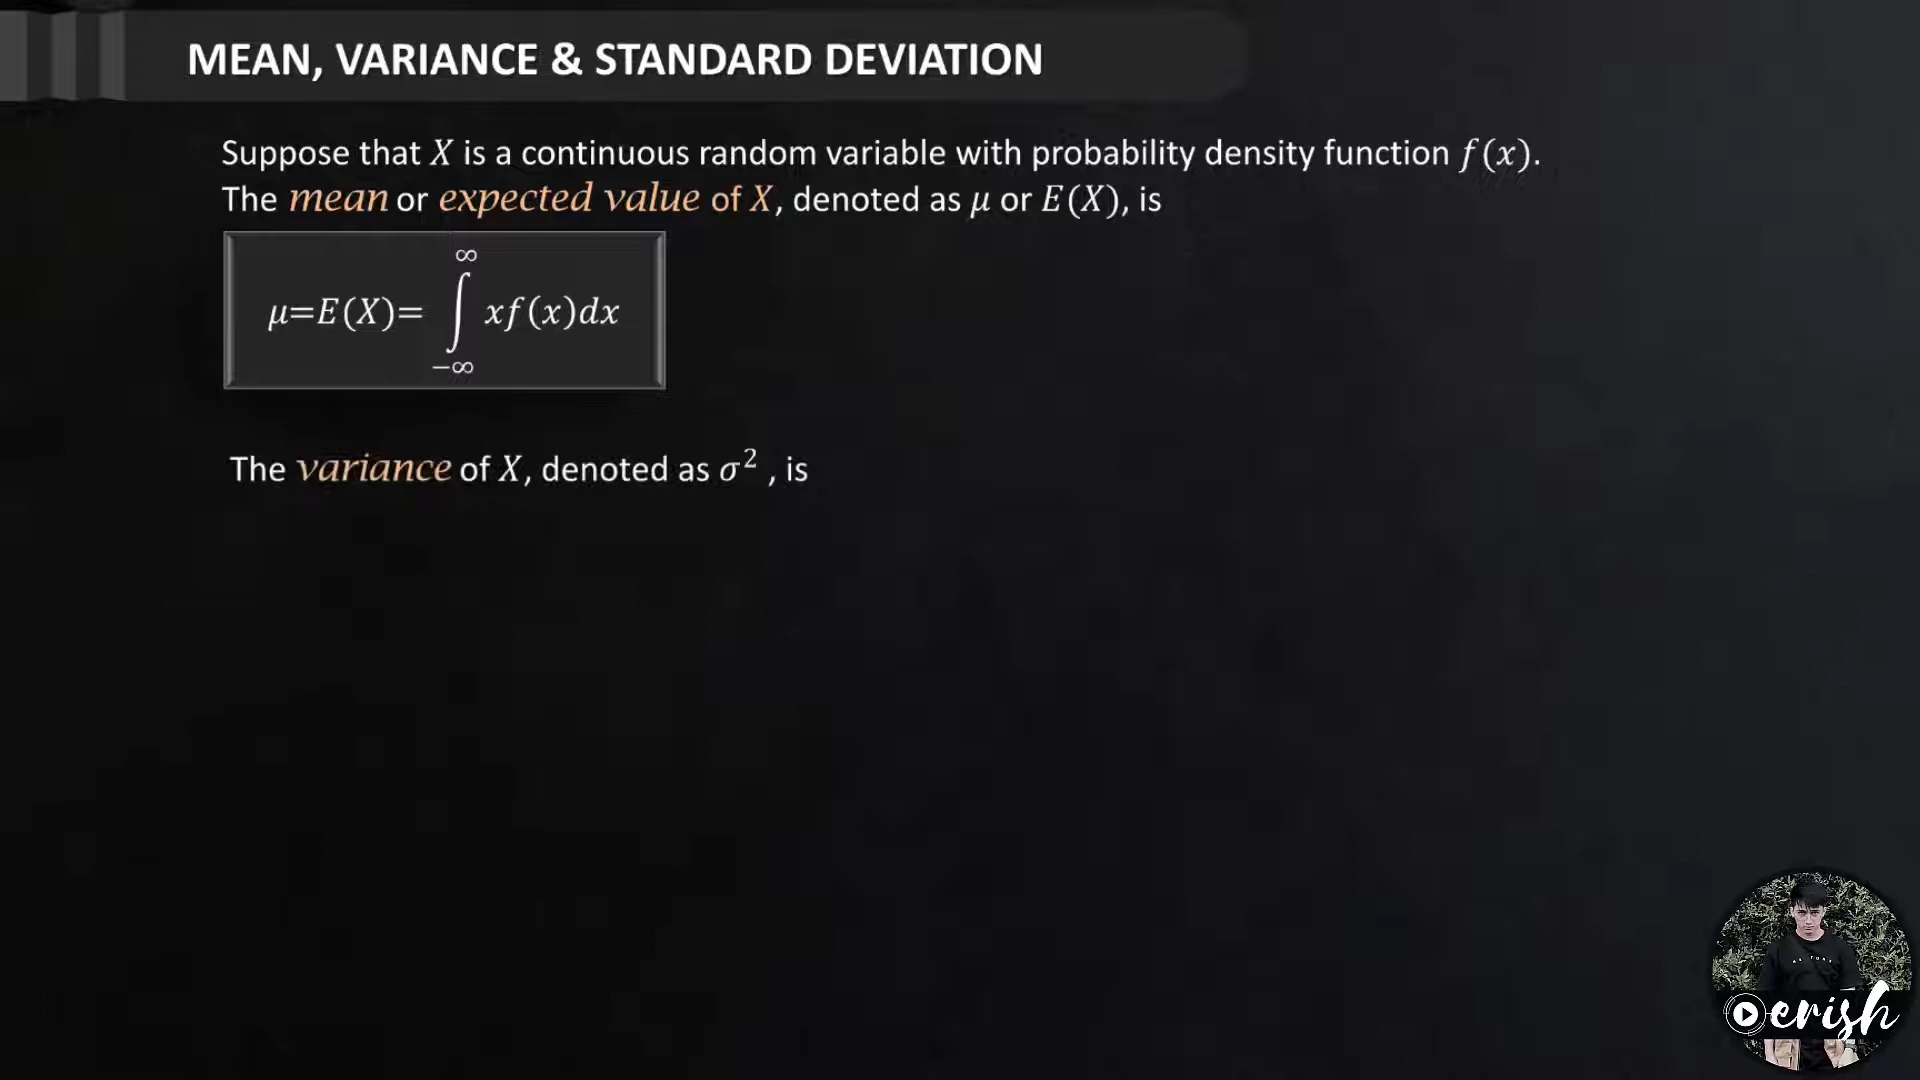 MEAN, VARIANCE & STANDARD DEVIATION
Suppose that X is a continuous random variable with probability density function f(x).
The mean or expected value of X, denoted as μ or E(X), is
μ=E(X)= ∫_{-∞}^{∞} xf(x)dx
The variance of X, denoted as σ², is
erish